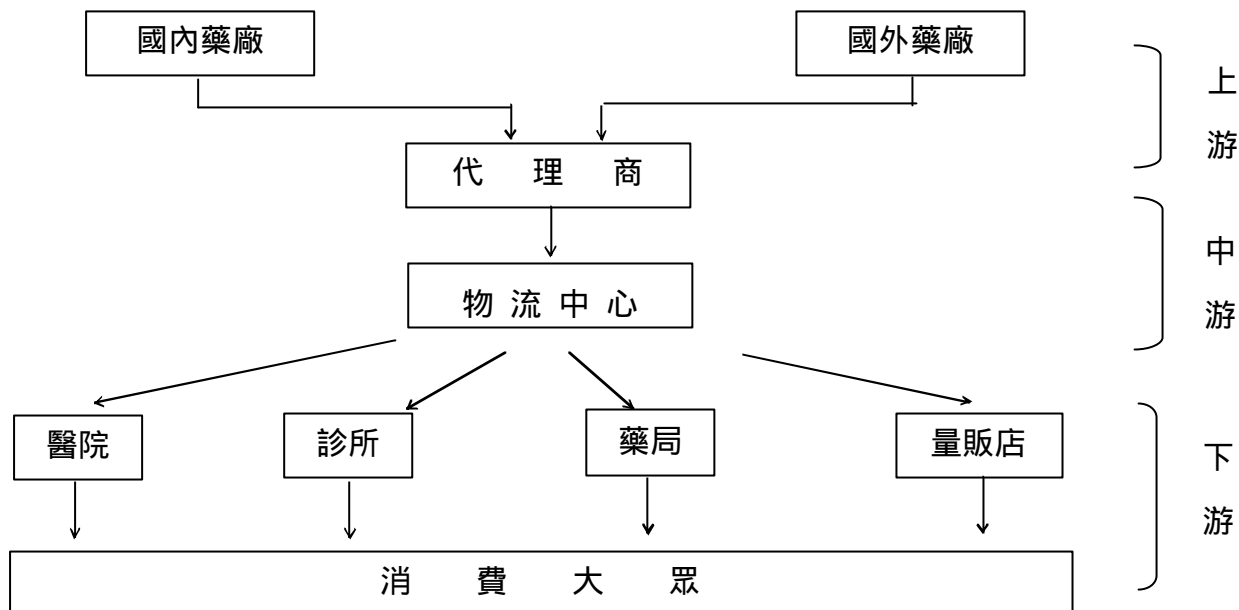 國內藥廠
國外藥廠
上游
代 理 商
中游
物 流 中 心
醫院
診所
藥局
量販店
下游
消 費 大 眾